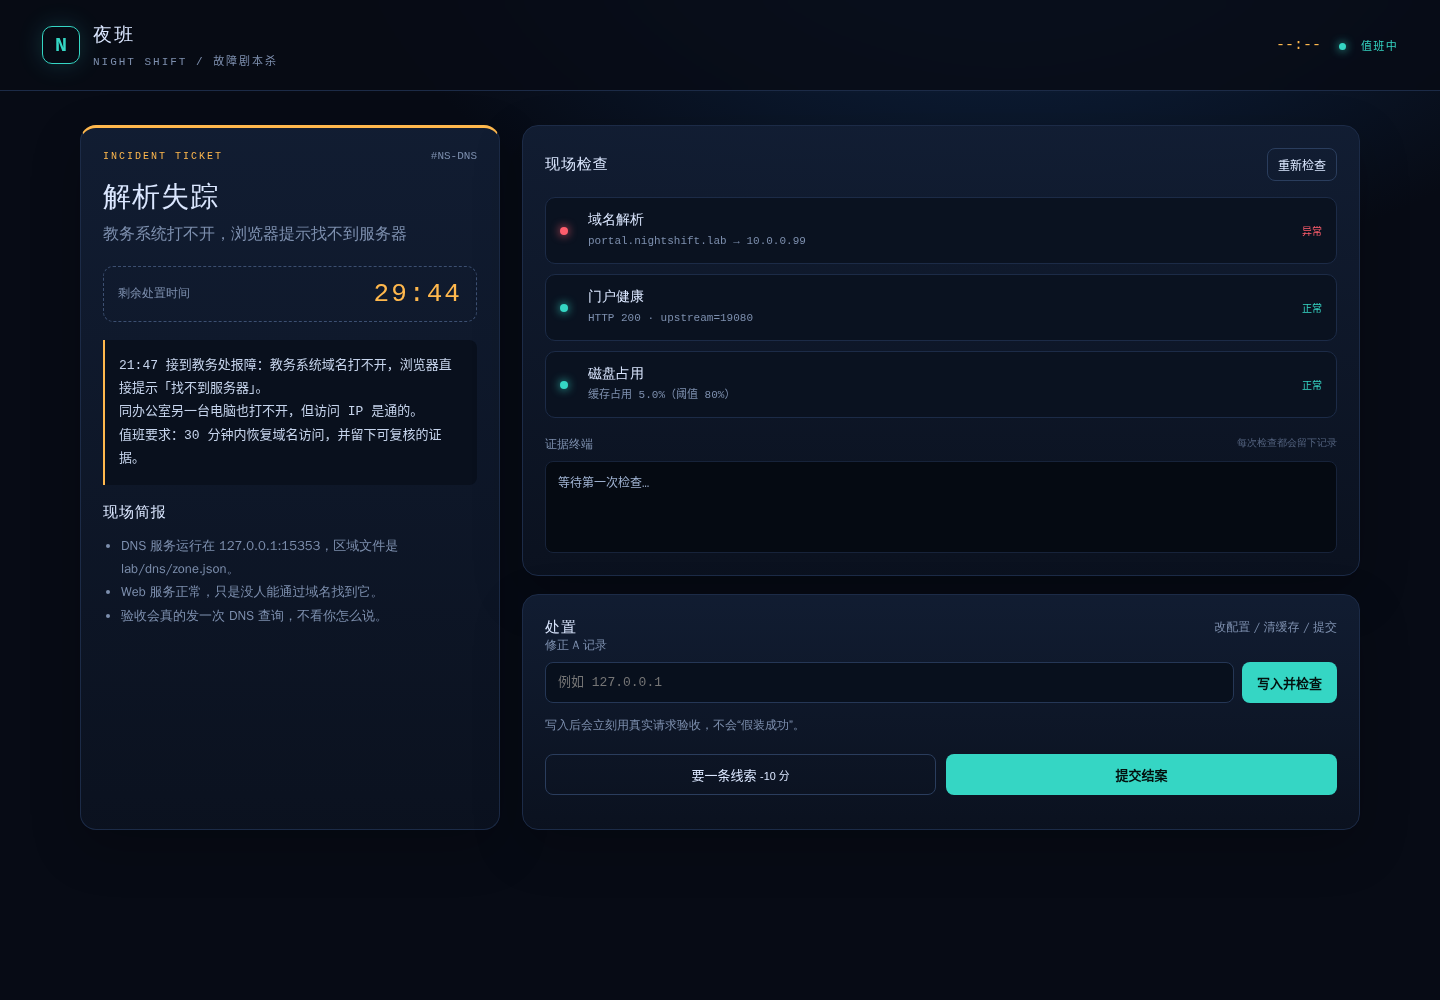 N
夜班
NIGHT SHIFT / 故障剧本杀
--:--
值班中
INCIDENT TICKET
#NS-DNS
解析失踪
教务系统打不开，浏览器提示找不到服务器
剩余处置时间
29:44
21:47 接到教务处报障：教务系统域名打不开，浏览器直
接提示「找不到服务器」。
同办公室另一台电脑也打不开，但访问 IP 是通的。
值班要求：30 分钟内恢复域名访问，并留下可复核的证
据。
现场简报
• DNS 服务运行在 127.0.0.1:15353，区域文件是
lab/dns/zone.json。
• Web 服务正常，只是没人能通过域名找到它。
• 验收会真的发一次 DNS 查询，不看你怎么说。
现场检查
重新检查
域名解析
portal.nightshift.lab → 10.0.0.99
异常
门户健康
HTTP 200 · upstream=19080
正常
磁盘占用
缓存占用 5.0%（阈值 80%）
正常
证据终端
每次检查都会留下记录
等待第一次检查…
处置
改配置 / 清缓存 / 提交
修正 A 记录
例如 127.0.0.1
写入并检查
写入后会立刻用真实请求验收，不会“假装成功”。
要一条线索 -10 分
提交结案